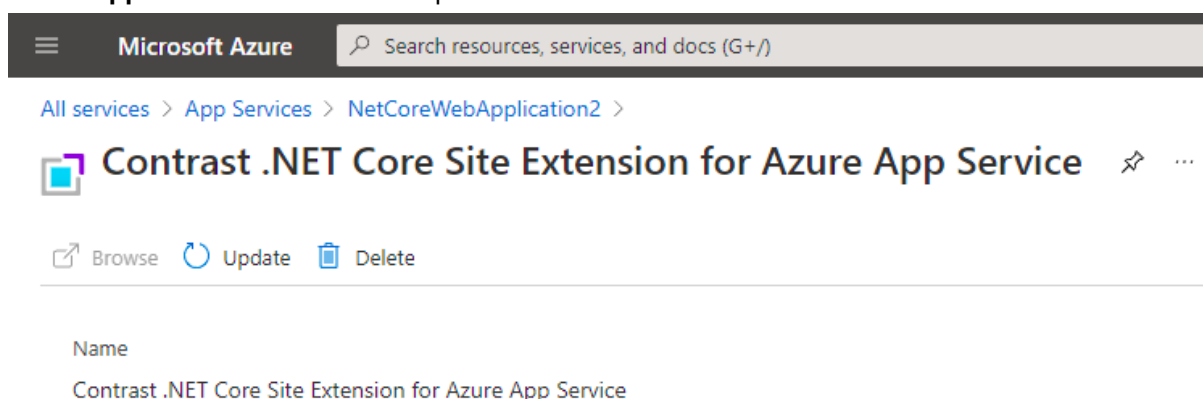 Microsoft Azure Search resources, services, and docs (G+/)
All services > App Services > NetCoreWebApplication2 >
Contrast .NET Core Site Extension for Azure App Service ...
Browse Update Delete
Name
Contrast .NET Core Site Extension for Azure App Service